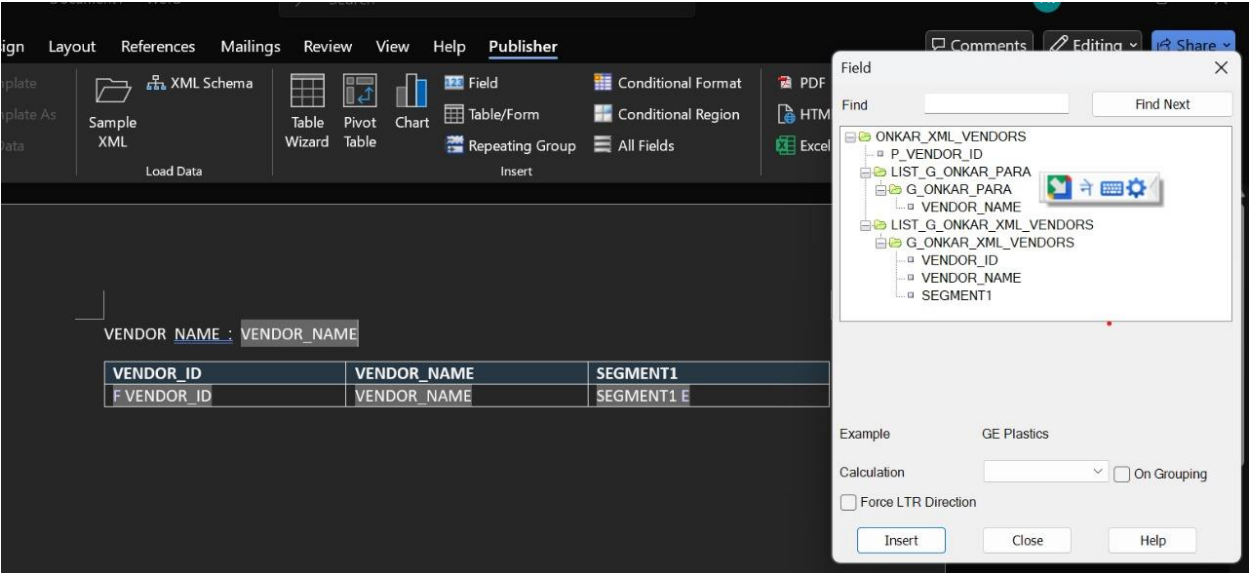 Search
ign Layout References Mailings Review View Help Publisher
Comments Editing Share
XML Schema
Sample
XML
Load Data
Table
Wizard
Pivot
Table
Chart
Field
Table/Form
Repeating Group
Conditional Format
Conditional Region
All Fields
Insert
PDF
HTM
Excel
Field
Find
Find Next
ONKAR_XML_VENDORS
P_VENDOR_ID
LIST_G_ONKAR_PARA
G_ONKAR_PARA
VENDOR_NAME
LIST_G_ONKAR_XML_VENDORS
G_ONKAR_XML_VENDORS
VENDOR_ID
VENDOR_NAME
SEGMENT1
ने
Example GE Plastics
Calculation
On Grouping
Force LTR Direction
Insert Close Help
VENDOR NAME : VENDOR_NAME
VENDOR_ID VENDOR_NAME SEGMENT1
F VENDOR_ID VENDOR_NAME SEGMENT1 E